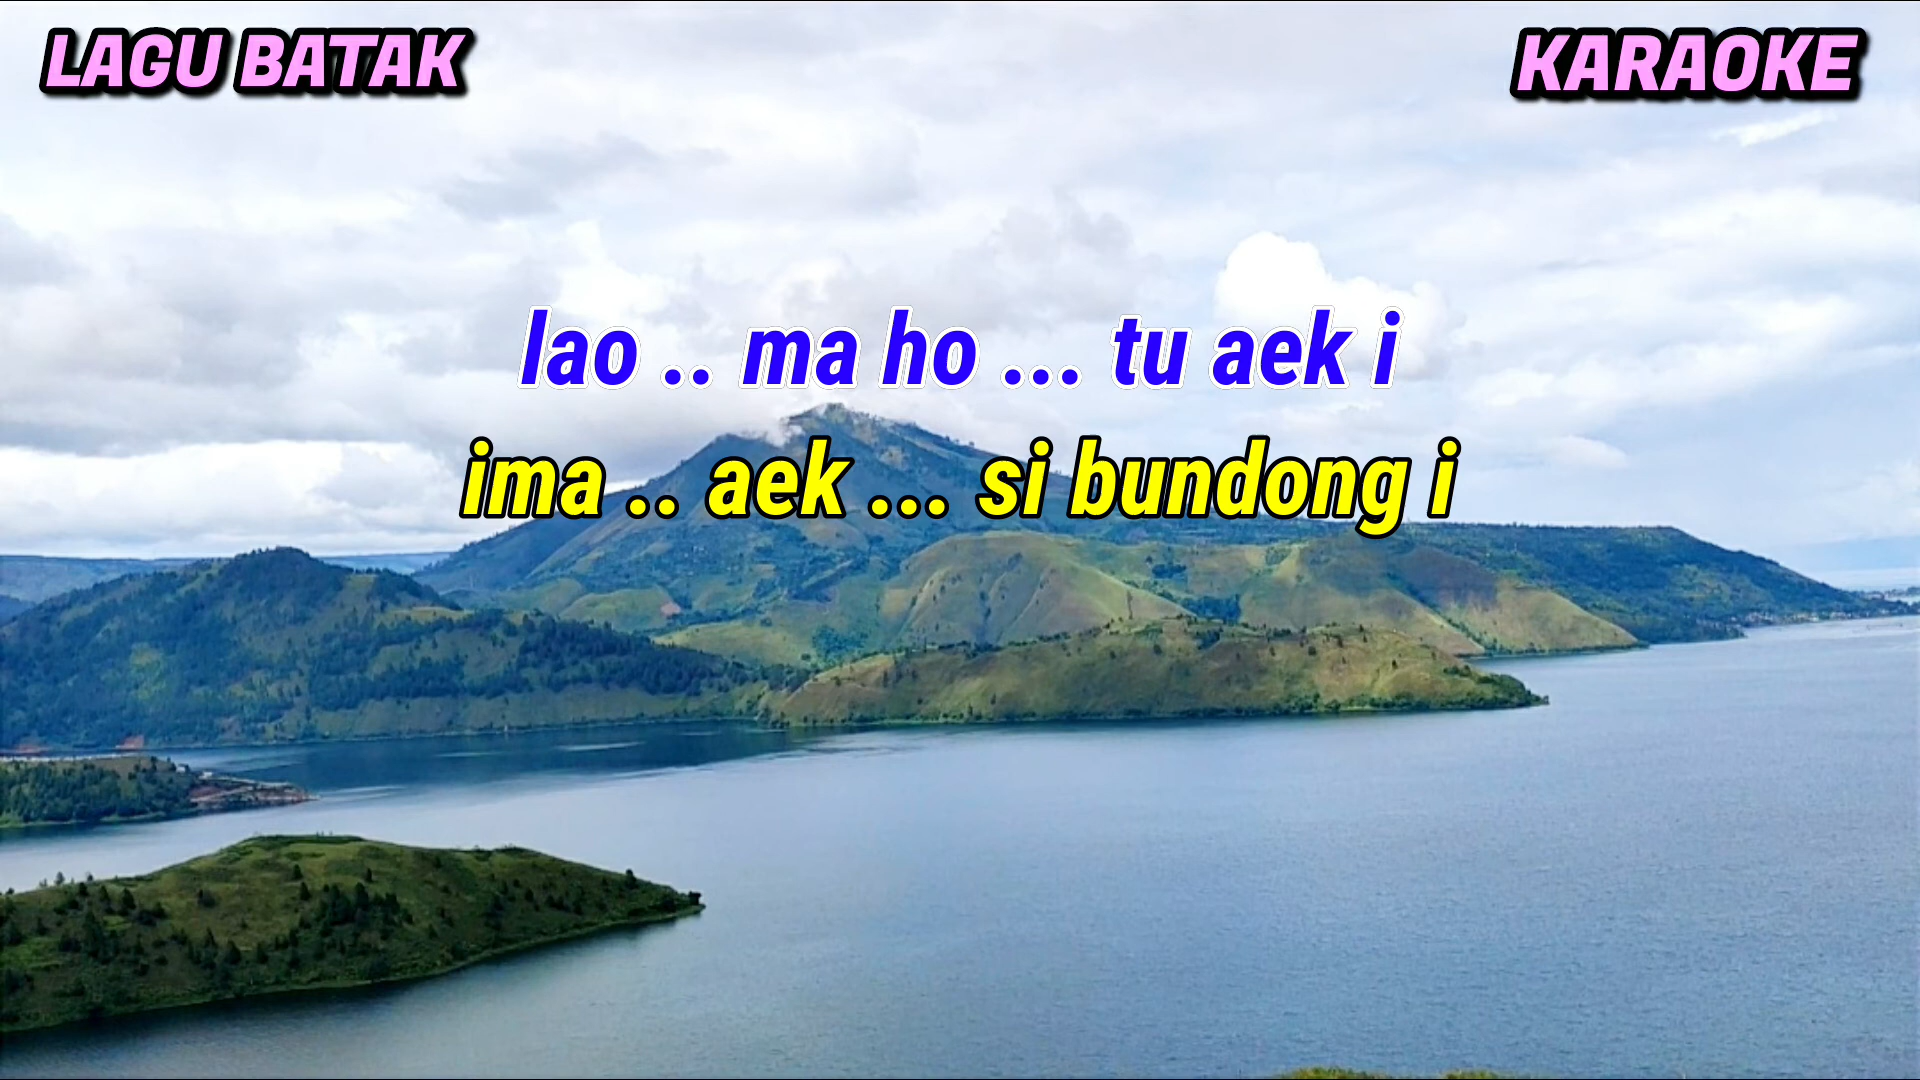 LAGU BATAK
KARAOKE
lao .. ma ho ... tu aek i
ima .. aek ... si bundong i